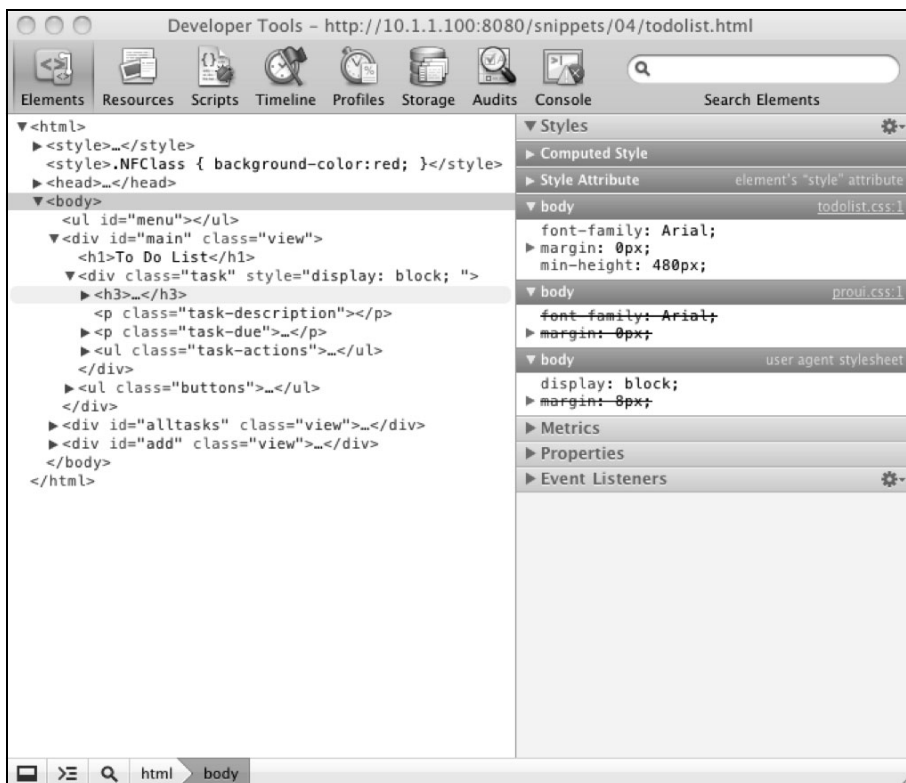 Developer Tools – http://10.1.1.100:8080/snippets/04/todolist.html
Elements Resources Scripts Timeline Profiles Storage Audits Console Search Elements
▼<html>
▶<style>…</style>
<style>.NFClass { background-color:red; }</style>
▶<head>…</head>
▼<body>
<ul id="menu"></ul>
▼<div id="main" class="view">
<h1>To Do List</h1>
▼<div class="task" style="display: block; ">
▶<h3>…</h3>
<p class="task-description"></p>
▶<p class="task-due">…</p>
▶<ul class="task-actions">…</ul>
</div>
▶<ul class="buttons">…</ul>
</div>
▶<div id="alltasks" class="view">…</div>
▶<div id="add" class="view">…</div>
</body>
</html>
▼ Styles
▶ Computed Style
▶ Style Attribute element's "style" attribute
▼ body todolist.css:1
font-family: Arial;
▶ margin: 0px;
min-height: 480px;
▼ body proui.css:1
font-family: Arial;
▶ margin: 0px;
▼ body user agent stylesheet
display: block;
▶ margin: 8px;
▶ Metrics
▶ Properties
▶ Event Listeners
html body